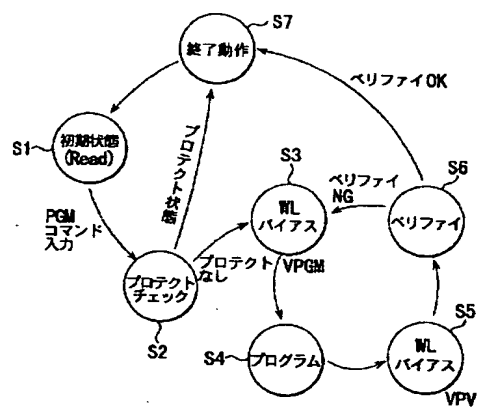 S7
終了動作
ベリファイOK
S1
初期状態
(Read)
プロテクト状態
S3
WL
バイアス
VPGM
ベリファイ
NG
S6
ベリファイ
PGM
コマンド
入力
プロテクト
なし
プロテクト
チェック
S2
S4
プログラム
S5
WL
バイアス
VPV